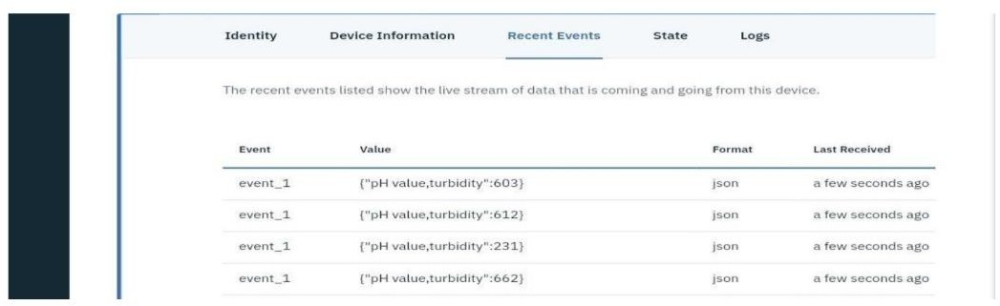 Identity Device Information Recent Events State Logs
The recent events listed show the live stream of data that is coming and going from this device.
Event Value Format Last Received
event_1 {"pH value,turbidity":603} json a few seconds ago
event_1 {"pH value,turbidity":612} json a few seconds ago
event_1 {"pH value,turbidity":231} json a few seconds ago
event_1 {"pH value,turbidity":662} json a few seconds ago